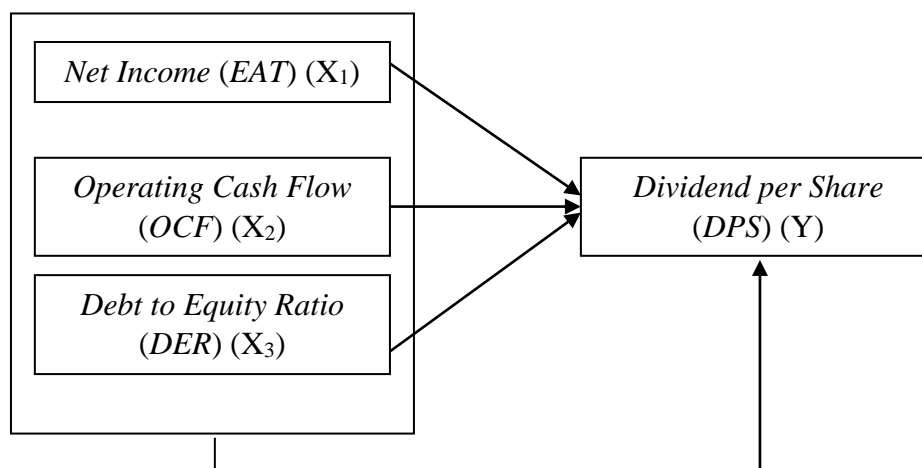 Net Income (EAT) (X₁)
Operating Cash Flow
(OCF) (X₂)
Debt to Equity Ratio
(DER) (X₃)
Dividend per Share
(DPS) (Y)